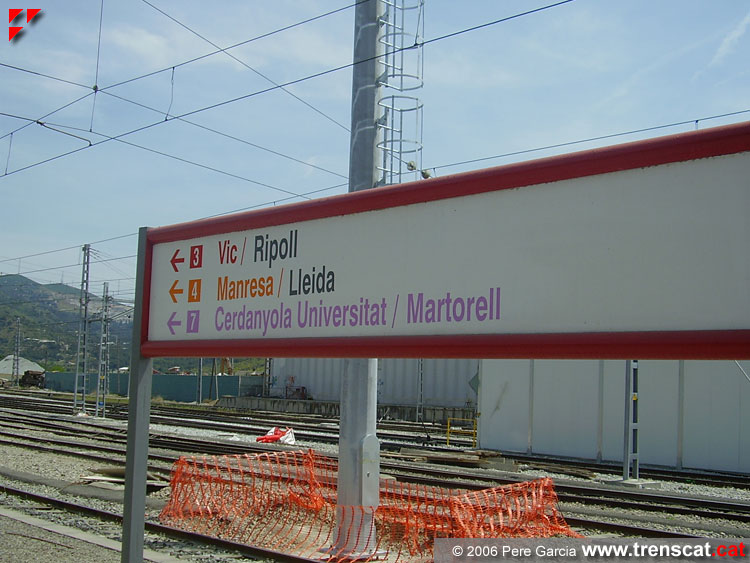 ← 3 Vic / Ripoll
← 4 Manresa / Lleida
← 7 Cerdanyola Universitat / Martorell
© 2006 Pere Garcia www.trenscat.cat